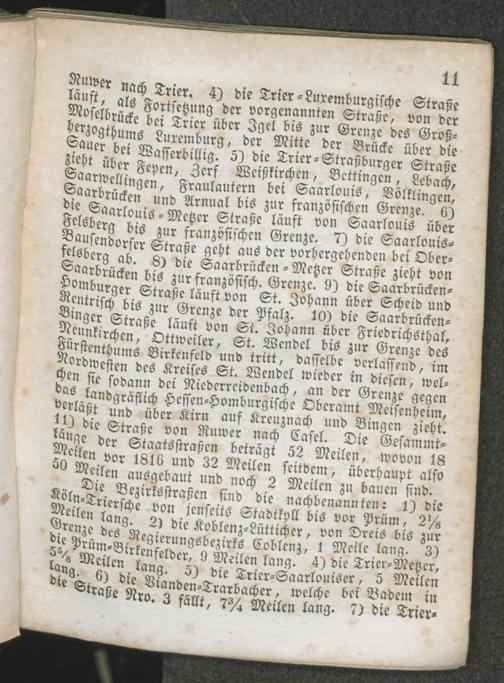 11
Ruwer nach Trier. 4) die Trier-Luxemburgische Straße
läuft, als Fortsetzung der vorgenannten Straße, von der
Moselbrücke bei Trier über Igel bis zur Grenze des Groß-
herzogthums Luxemburg, der Mitte der Brücke über die
Sauer bei Wasserbillig. 5) die Trier-Straßburger Straße
zieht über Feyen, Zerf Weißkirchen, Bettingen, Lebach,
Saarwellingen, Fraulautern bei Saarlouis, Völklingen,
Saarbrücken und Arnual bis zur französischen Grenze. 6)
die Saarlouis-Metzer Straße läuft von Saarlouis über
Felsberg bis zur französischen Grenze. 7) die Saarlouis-
Bausendorfer Straße geht aus der vorhergehenden bei Ober-
felsberg ab. 8) die Saarbrücken-Metzer Straße zieht von
Saarbrücken bis zur französisch. Grenze. 9) die Saarbrücken-
Homburger Straße läuft von St. Johann über Scheid und
Rentrisch bis zur Grenze der Pfalz. 10) die Saarbrücken-
Binger Straße läuft von St. Johann über Friedrichsthal,
Neunkirchen, Ottweiler, St. Wendel bis zur Grenze des
Fürstenthums Birkenfeld und tritt, dasselbe verlassend, im
Nordwesten des Kreises St. Wendel wieder in diesen, wel-
chen sie sodann bei Niederreidenbach, an der Grenze gegen
das landgräflich Hessen-Homburgische Oberamt Meisenheim,
verläßt und über Kirn auf Kreuznach und Bingen zieht.
11) die Straße von Ruwer nach Casel. Die Gesammt-
länge der Staatsstraßen beträgt 52 Meilen, wovon 18
Meilen vor 1816 und 32 Meilen seitdem, überhaupt also
50 Meilen ausgebaut und noch 2 Meilen zu bauen sind.
Die Bezirksstraßen sind die nachbenannten: 1) die
Köln-Triersche von jenseits Stadtkyll bis vor Prüm, 2⅛
Meilen lang. 2) die Koblenz-Lütticher, von Dreis bis zur
Grenze des Regierungsbezirks Coblenz, 1 Meile lang. 3)
die Prüm-Birkenfelder, 9 Meilen lang. 4) die Trier-Metzer,
5⅝ Meilen lang. 5) die Trier-Saarlouiser, 5 Meilen
lang. 6) die Vianden-Trarbacher, welche bei Badem in
die Straße Nro. 3 fällt, 7¾ Meilen lang. 7) die Trier-